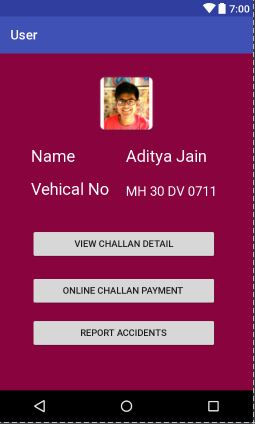 7:00
User
Name Aditya Jain
Vehical No MH 30 DV 0711
VIEW CHALLAN DETAIL
ONLINE CHALLAN PAYMENT
REPORT ACCIDENTS